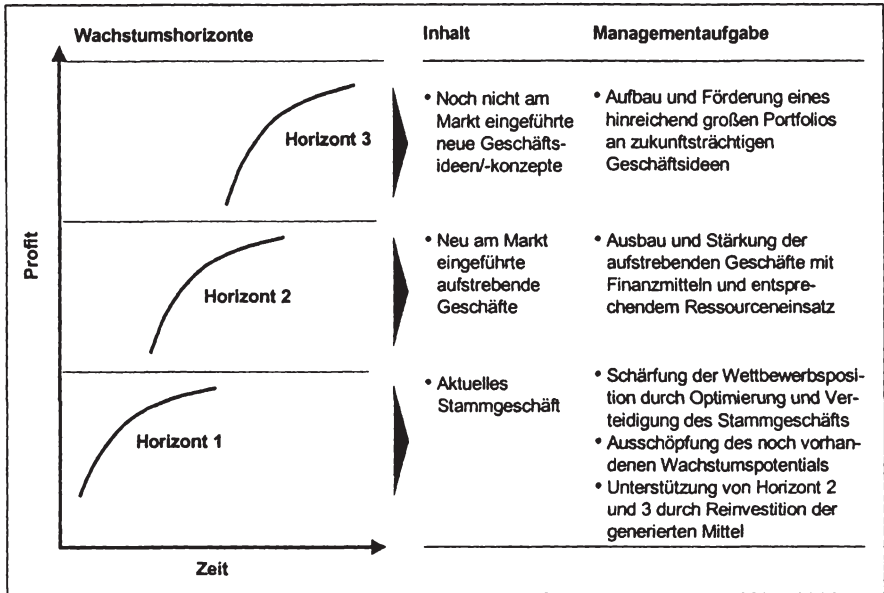 Wachstumshorizonte
Inhalt
Managementaufgabe
Profit
Horizont 3
• Noch nicht am
Markt eingeführte
neue Geschäfts-
ideen/-konzepte
• Aufbau und Förderung eines
hinreichend großen Portfolios
an zukunftsträchtigen
Geschäftsideen
Horizont 2
• Neu am Markt
eingeführte
aufstrebende
Geschäfte
• Ausbau und Stärkung der
aufstrebenden Geschäfte mit
Finanzmitteln und entspre-
chendem Ressourceneinsatz
Horizont 1
• Aktuelles
Stammgeschäft
• Schärfung der Wettbewerbsposi-
tion durch Optimierung und Ver-
teidigung des Stammgeschäfts
• Ausschöpfung des noch vorhan-
denen Wachstumspotentials
• Unterstützung von Horizont 2
und 3 durch Reinvestition der
generierten Mittel
Zeit